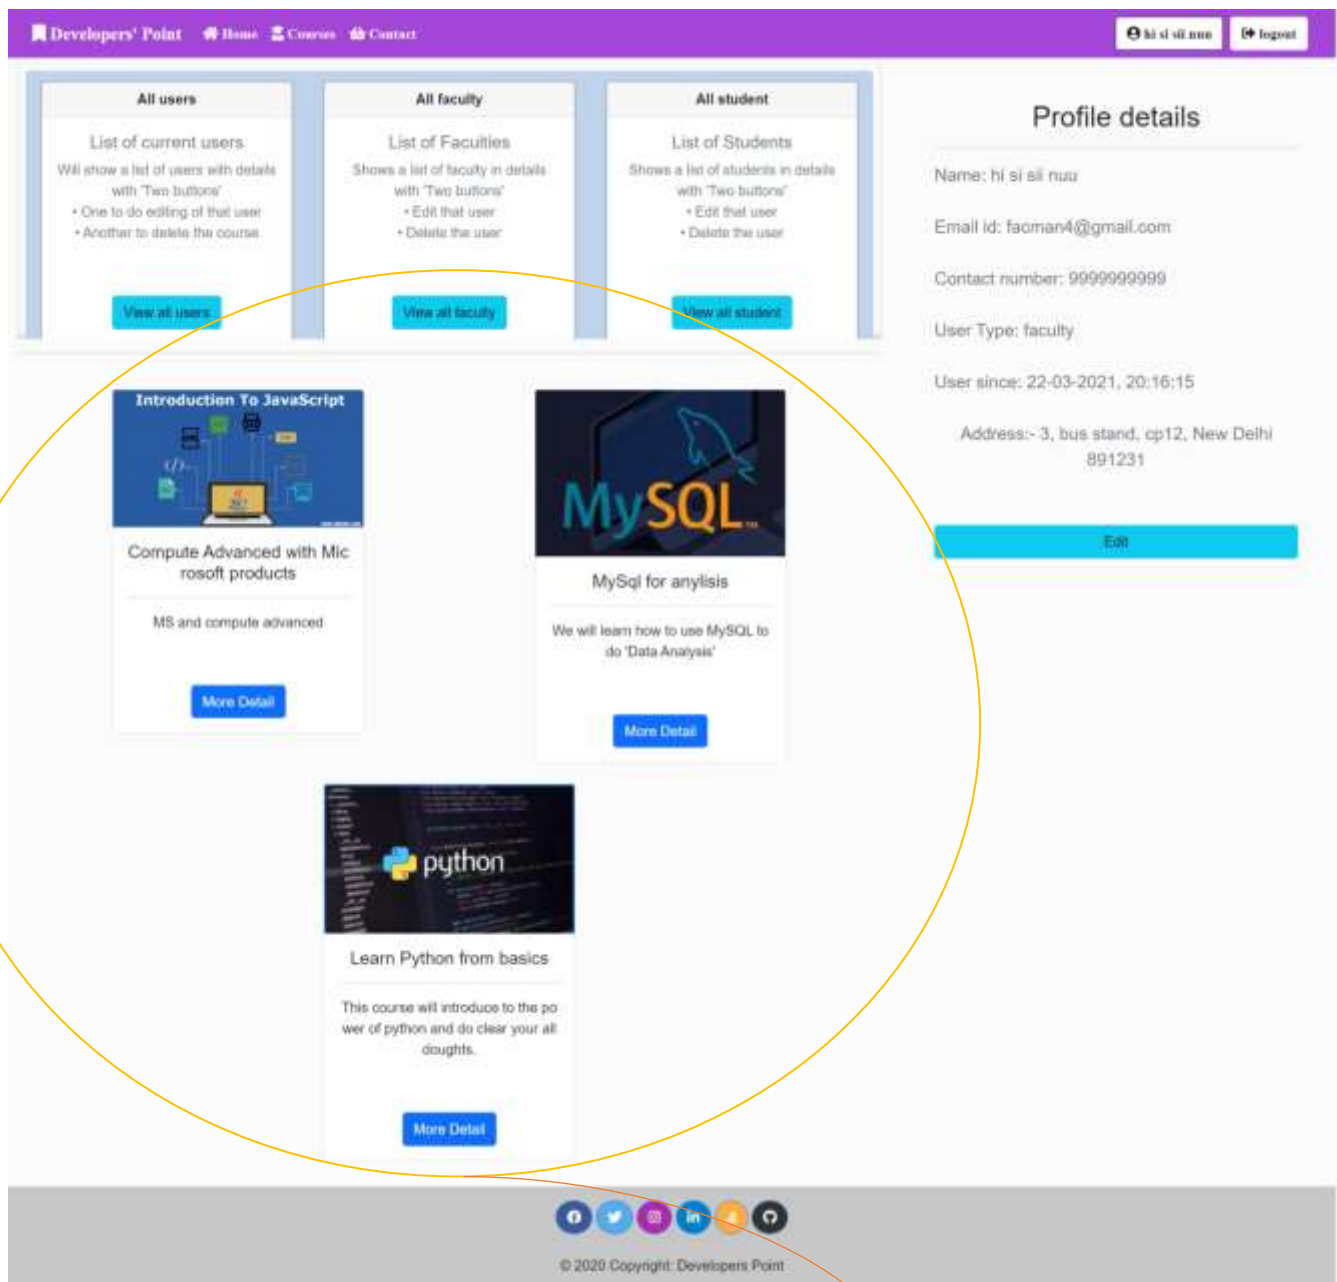 Developers' Point Home Courses Contact
hi si sii nuu logout
All users
List of current users
Will show a list of users with details
with 'Two buttons'
• One to do editing of that user
• Another to delete the course
View all users
All faculty
List of Faculties
Shows a list of faculty in details
with 'Two buttons'
• Edit that user
• Delete the user
View all faculty
All student
List of Students
Shows a list of students in details
with 'Two buttons'
• Edit that user
• Delete the user
View all student
Profile details
Name: hi si sii nuu
Email id: faoman4@gmail.com
Contact number: 9999999999
User Type: faculty
User since: 22-03-2021, 20:16:15
Address:- 3, bus stand, cp12, New Delhi
891231
Edit
Introduction To JavaScript
</>
Compute Advanced with Mic
rosoft products
MS and compute advanced
More Detail
MySQL
MySql for anylisis
We will learn how to use MySQL to
do 'Data Analysis'
More Detail
python
Learn Python from basics
This course will introduce to the po
wer of python and do clear your all
doughts.
More Detail
© 2020 Copyright: Developers Point